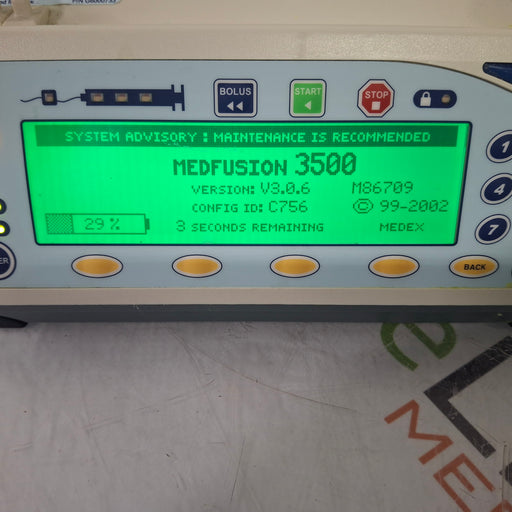 P/N G6000733
BOLUS
START
STOP
SYSTEM ADVISORY : MAINTENANCE IS RECOMMENDED
MEDFUSION 3500
VERSION: V3.0.6 M86709
CONFIG ID: C756 © 99-2002
29 % 3 SECONDS REMAINING MEDEX
1
4
7
BACK